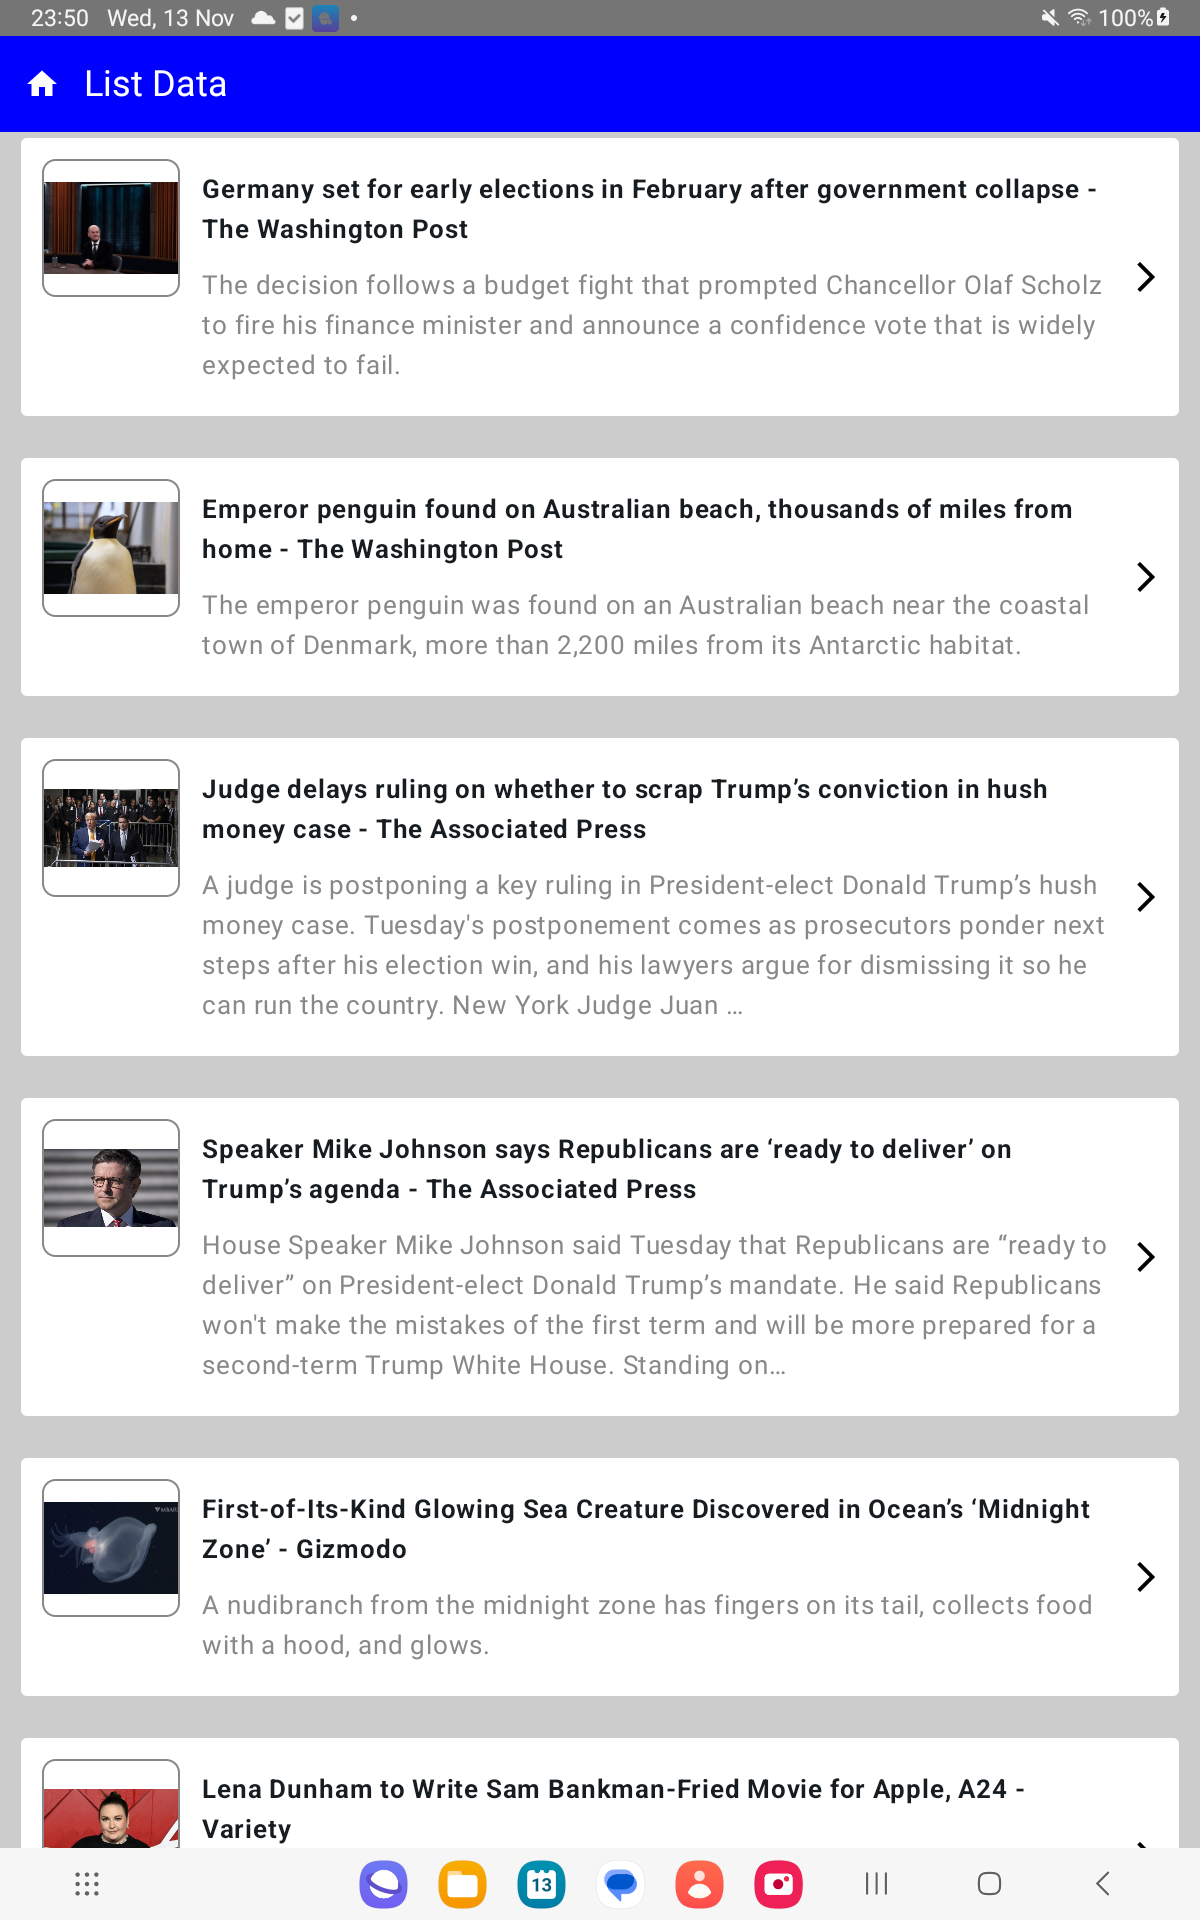 23:50 Wed, 13 Nov
100%
List Data
Germany set for early elections in February after government collapse -
The Washington Post
The decision follows a budget fight that prompted Chancellor Olaf Scholz
to fire his finance minister and announce a confidence vote that is widely
expected to fail.
Emperor penguin found on Australian beach, thousands of miles from
home - The Washington Post
The emperor penguin was found on an Australian beach near the coastal
town of Denmark, more than 2,200 miles from its Antarctic habitat.
Judge delays ruling on whether to scrap Trump’s conviction in hush
money case - The Associated Press
A judge is postponing a key ruling in President-elect Donald Trump’s hush
money case. Tuesday's postponement comes as prosecutors ponder next
steps after his election win, and his lawyers argue for dismissing it so he
can run the country. New York Judge Juan …
Speaker Mike Johnson says Republicans are ‘ready to deliver’ on
Trump’s agenda - The Associated Press
House Speaker Mike Johnson said Tuesday that Republicans are “ready to
deliver” on President-elect Donald Trump’s mandate. He said Republicans
won't make the mistakes of the first term and will be more prepared for a
second-term Trump White House. Standing on…
First-of-Its-Kind Glowing Sea Creature Discovered in Ocean’s ‘Midnight
Zone’ - Gizmodo
A nudibranch from the midnight zone has fingers on its tail, collects food
with a hood, and glows.
Lena Dunham to Write Sam Bankman-Fried Movie for Apple, A24 -
Variety
13